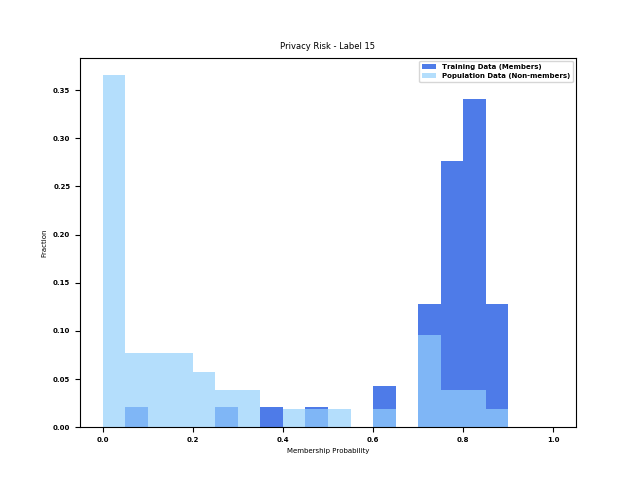 Privacy Risk - Label 15
Training Data (Members)
Population Data (Non-members)
0.35
0.30
0.25
0.20
0.15
0.10
0.05
0.00
Fraction
0.0 0.2 0.4 0.6 0.8 1.0
Membership Probability